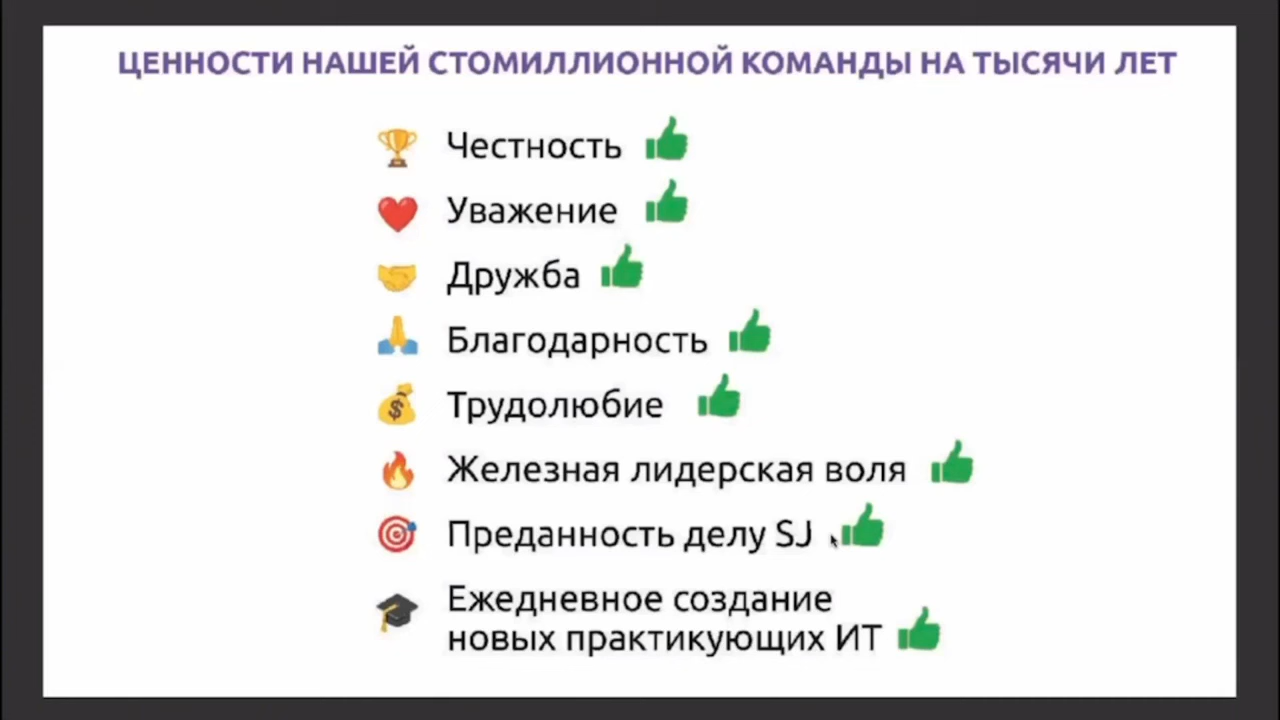 ЦЕННОСТИ НАШЕЙ СТОМИЛЛИОННОЙ КОМАНДЫ НА ТЫСЯЧИ ЛЕТ
Честность
Уважение
Дружба
Благодарность
Трудолюбие
Железная лидерская воля
Преданность делу SJ
Ежедневное создание
новых практикующих ИТ